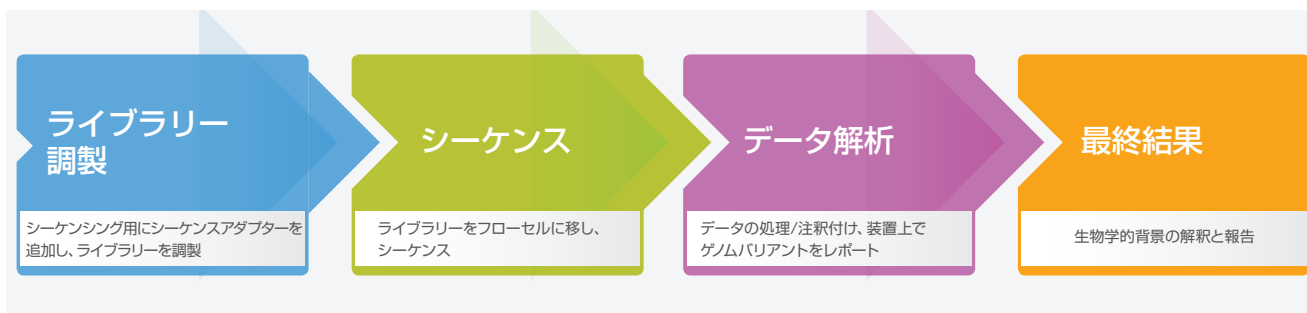 ライブラリー
調製
シーケンシング用にシーケンスアダプターを
追加し、ライブラリーを調製
シーケンス
ライブラリーをフローセルに移し、
シーケンス
データ解析
データの処理/注釈付け、装置上で
ゲノムバリアントをレポート
最終結果
生物学的背景の解釈と報告